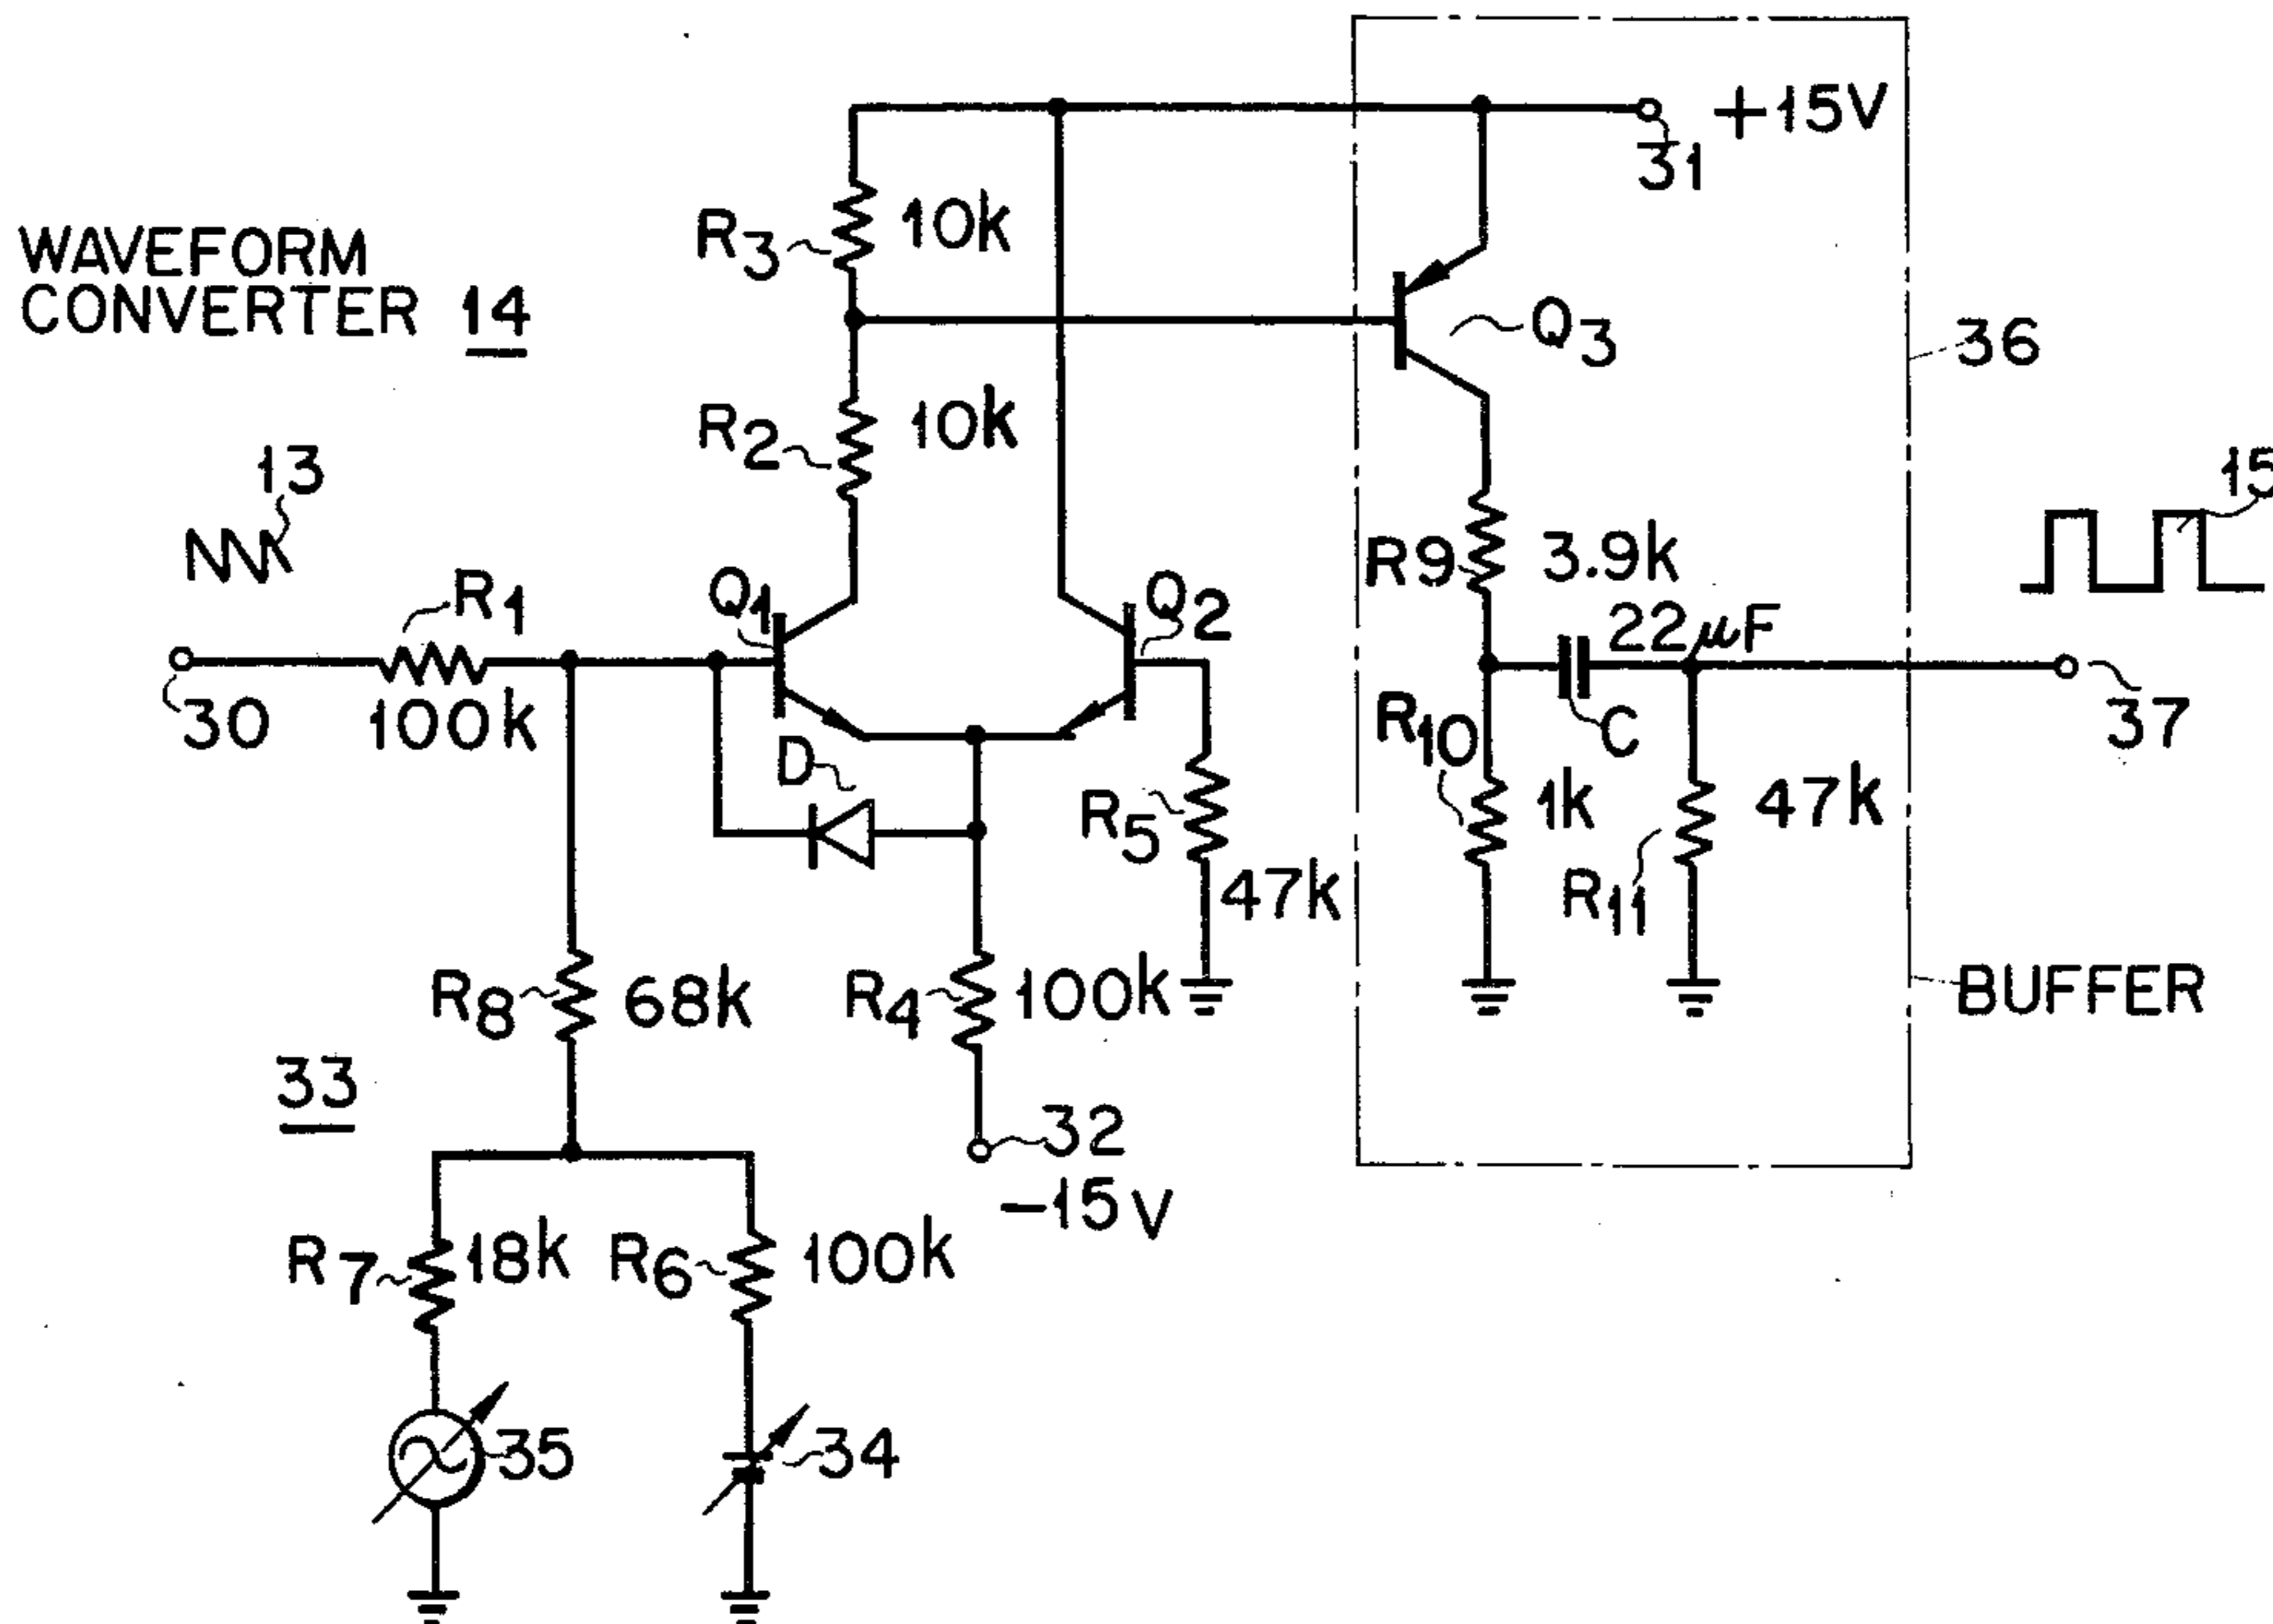 +15V
31
R3 10k
WAVEFORM
CONVERTER 14
Q3
36
R2 10k
13
15
R9 3.9k
R1
Q1
Q2
22μF
30
100k
R10
C
37
D
R5
1k
47k
47k
R11
R8 68k
R4 100k
BUFFER
33
32
-15V
R7 18k
R6 100k
35
34